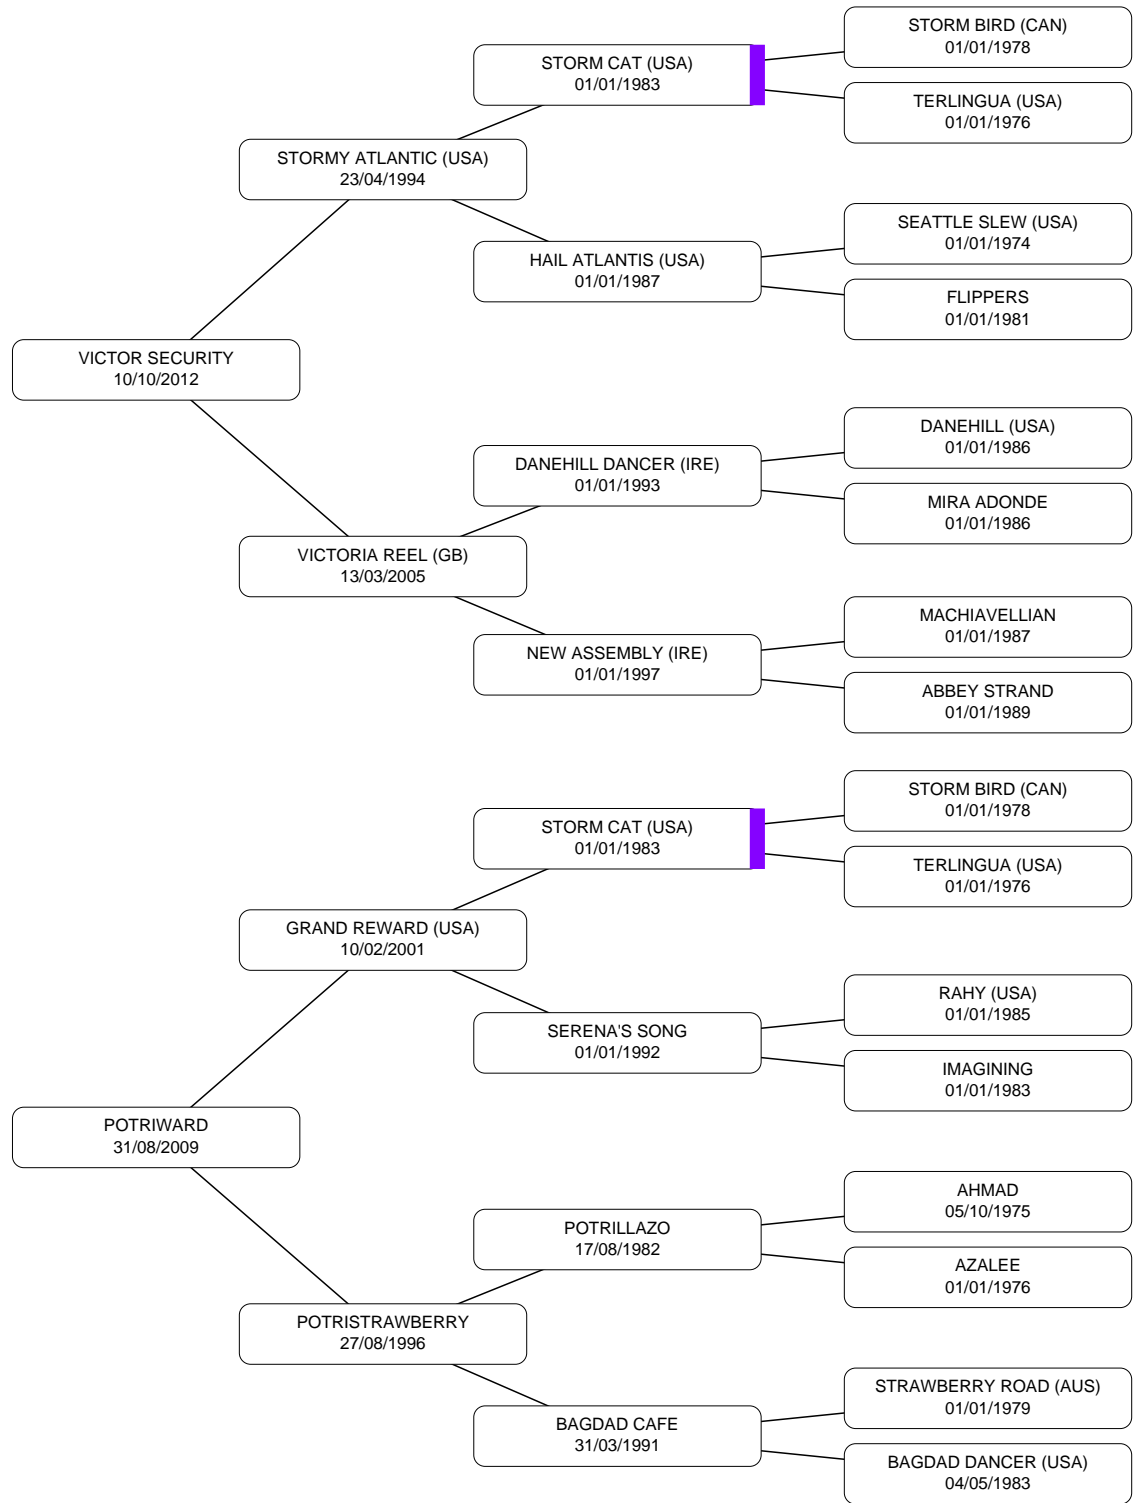 STORM BIRD (CAN)
01/01/1978
STORM CAT (USA)
01/01/1983
TERLINGUA (USA)
01/01/1976
STORMY ATLANTIC (USA)
23/04/1994
SEATTLE SLEW (USA)
01/01/1974
HAIL ATLANTIS (USA)
01/01/1987
FLIPPERS
01/01/1981
VICTOR SECURITY
10/10/2012
DANEHILL (USA)
01/01/1986
DANEHILL DANCER (IRE)
01/01/1993
MIRA ADONDE
01/01/1986
VICTORIA REEL (GB)
13/03/2005
MACHIAVELLIAN
01/01/1987
NEW ASSEMBLY (IRE)
01/01/1997
ABBEY STRAND
01/01/1989
STORM BIRD (CAN)
01/01/1978
STORM CAT (USA)
01/01/1983
TERLINGUA (USA)
01/01/1976
GRAND REWARD (USA)
10/02/2001
RAHY (USA)
01/01/1985
SERENA'S SONG
01/01/1992
IMAGINING
01/01/1983
POTRIWARD
31/08/2009
AHMAD
05/10/1975
POTRILLAZO
17/08/1982
AZALEE
01/01/1976
POTRISTRAWBERRY
27/08/1996
STRAWBERRY ROAD (AUS)
01/01/1979
BAGDAD CAFE
31/03/1991
BAGDAD DANCER (USA)
04/05/1983